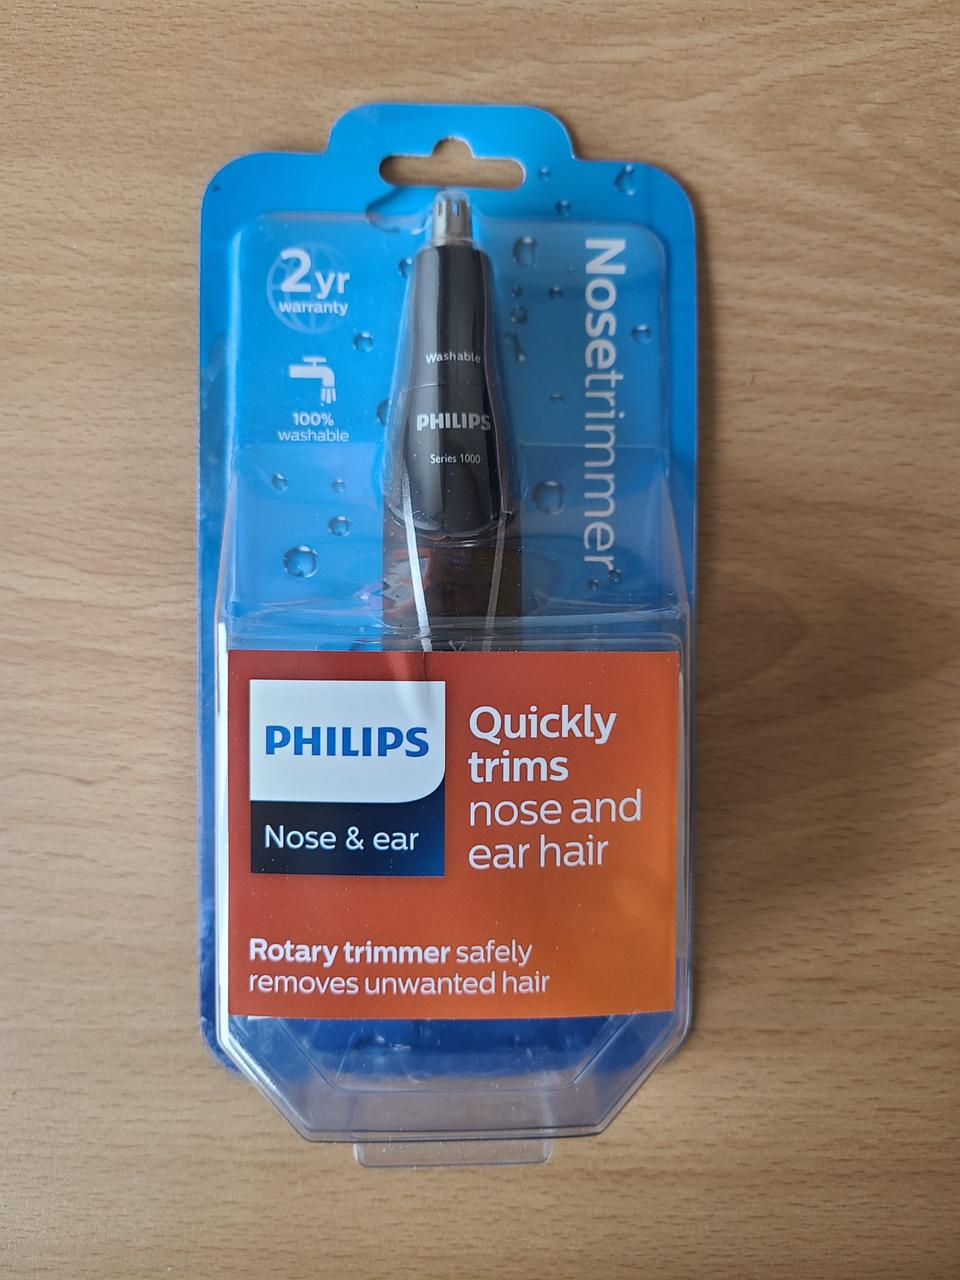 2yr
warranty
100%
washable
Washable
PHILIPS
Series 1000
Nosetrimmer
PHILIPS
Nose & ear
Quickly
trims
nose and
ear hair
Rotary trimmer safely
removes unwanted hair